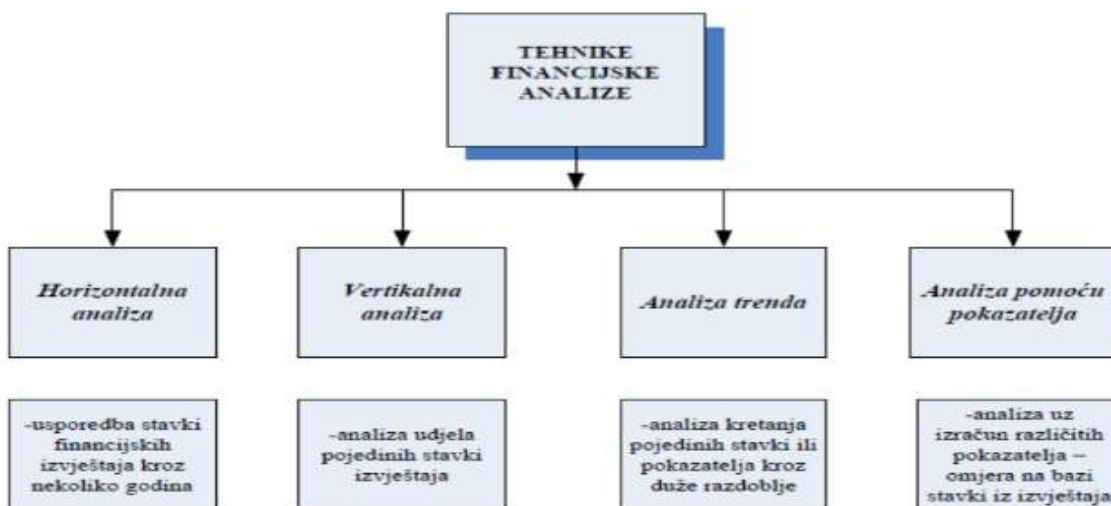 TEHNIKE
FINANCIJSKE
ANALIZE
Horizontalna
analiza
Vertikalna
analiza
Analiza trenda
Analiza pomoću
pokazatelja
-usporedba stavki
financijskih
izvještaja kroz
nekoliko godina
-analiza udjela
pojedinih stavki
izvještaja
-analiza kretanja
pojedinih stavki ili
pokazatelja kroz
duže razdoblje
-analiza uz
izračun različitih
pokazatelja –
omjera na bazi
stavki iz izvještaja